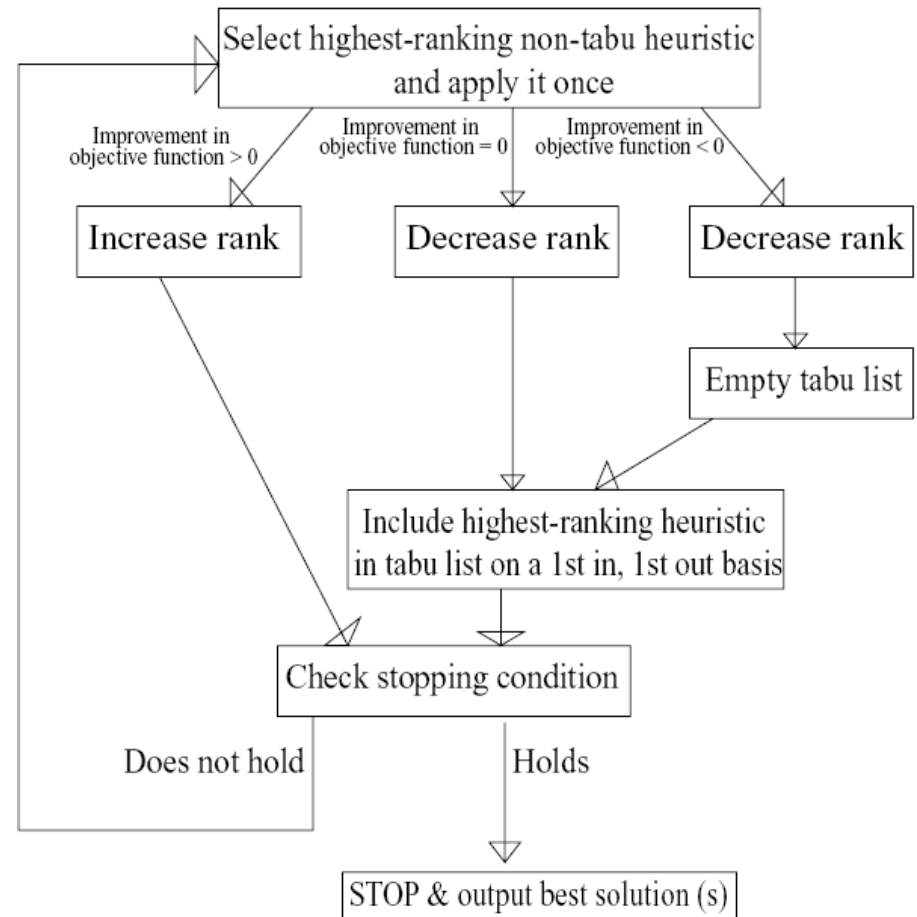 Select highest-ranking non-tabu heuristic
and apply it once
Improvement in
objective function > 0
Improvement in
objective function = 0
Improvement in
objective function < 0
Increase rank
Decrease rank
Decrease rank
Empty tabu list
Include highest-ranking heuristic
in tabu list on a 1st in, 1st out basis
Check stopping condition
Does not hold
Holds
STOP & output best solution (s)